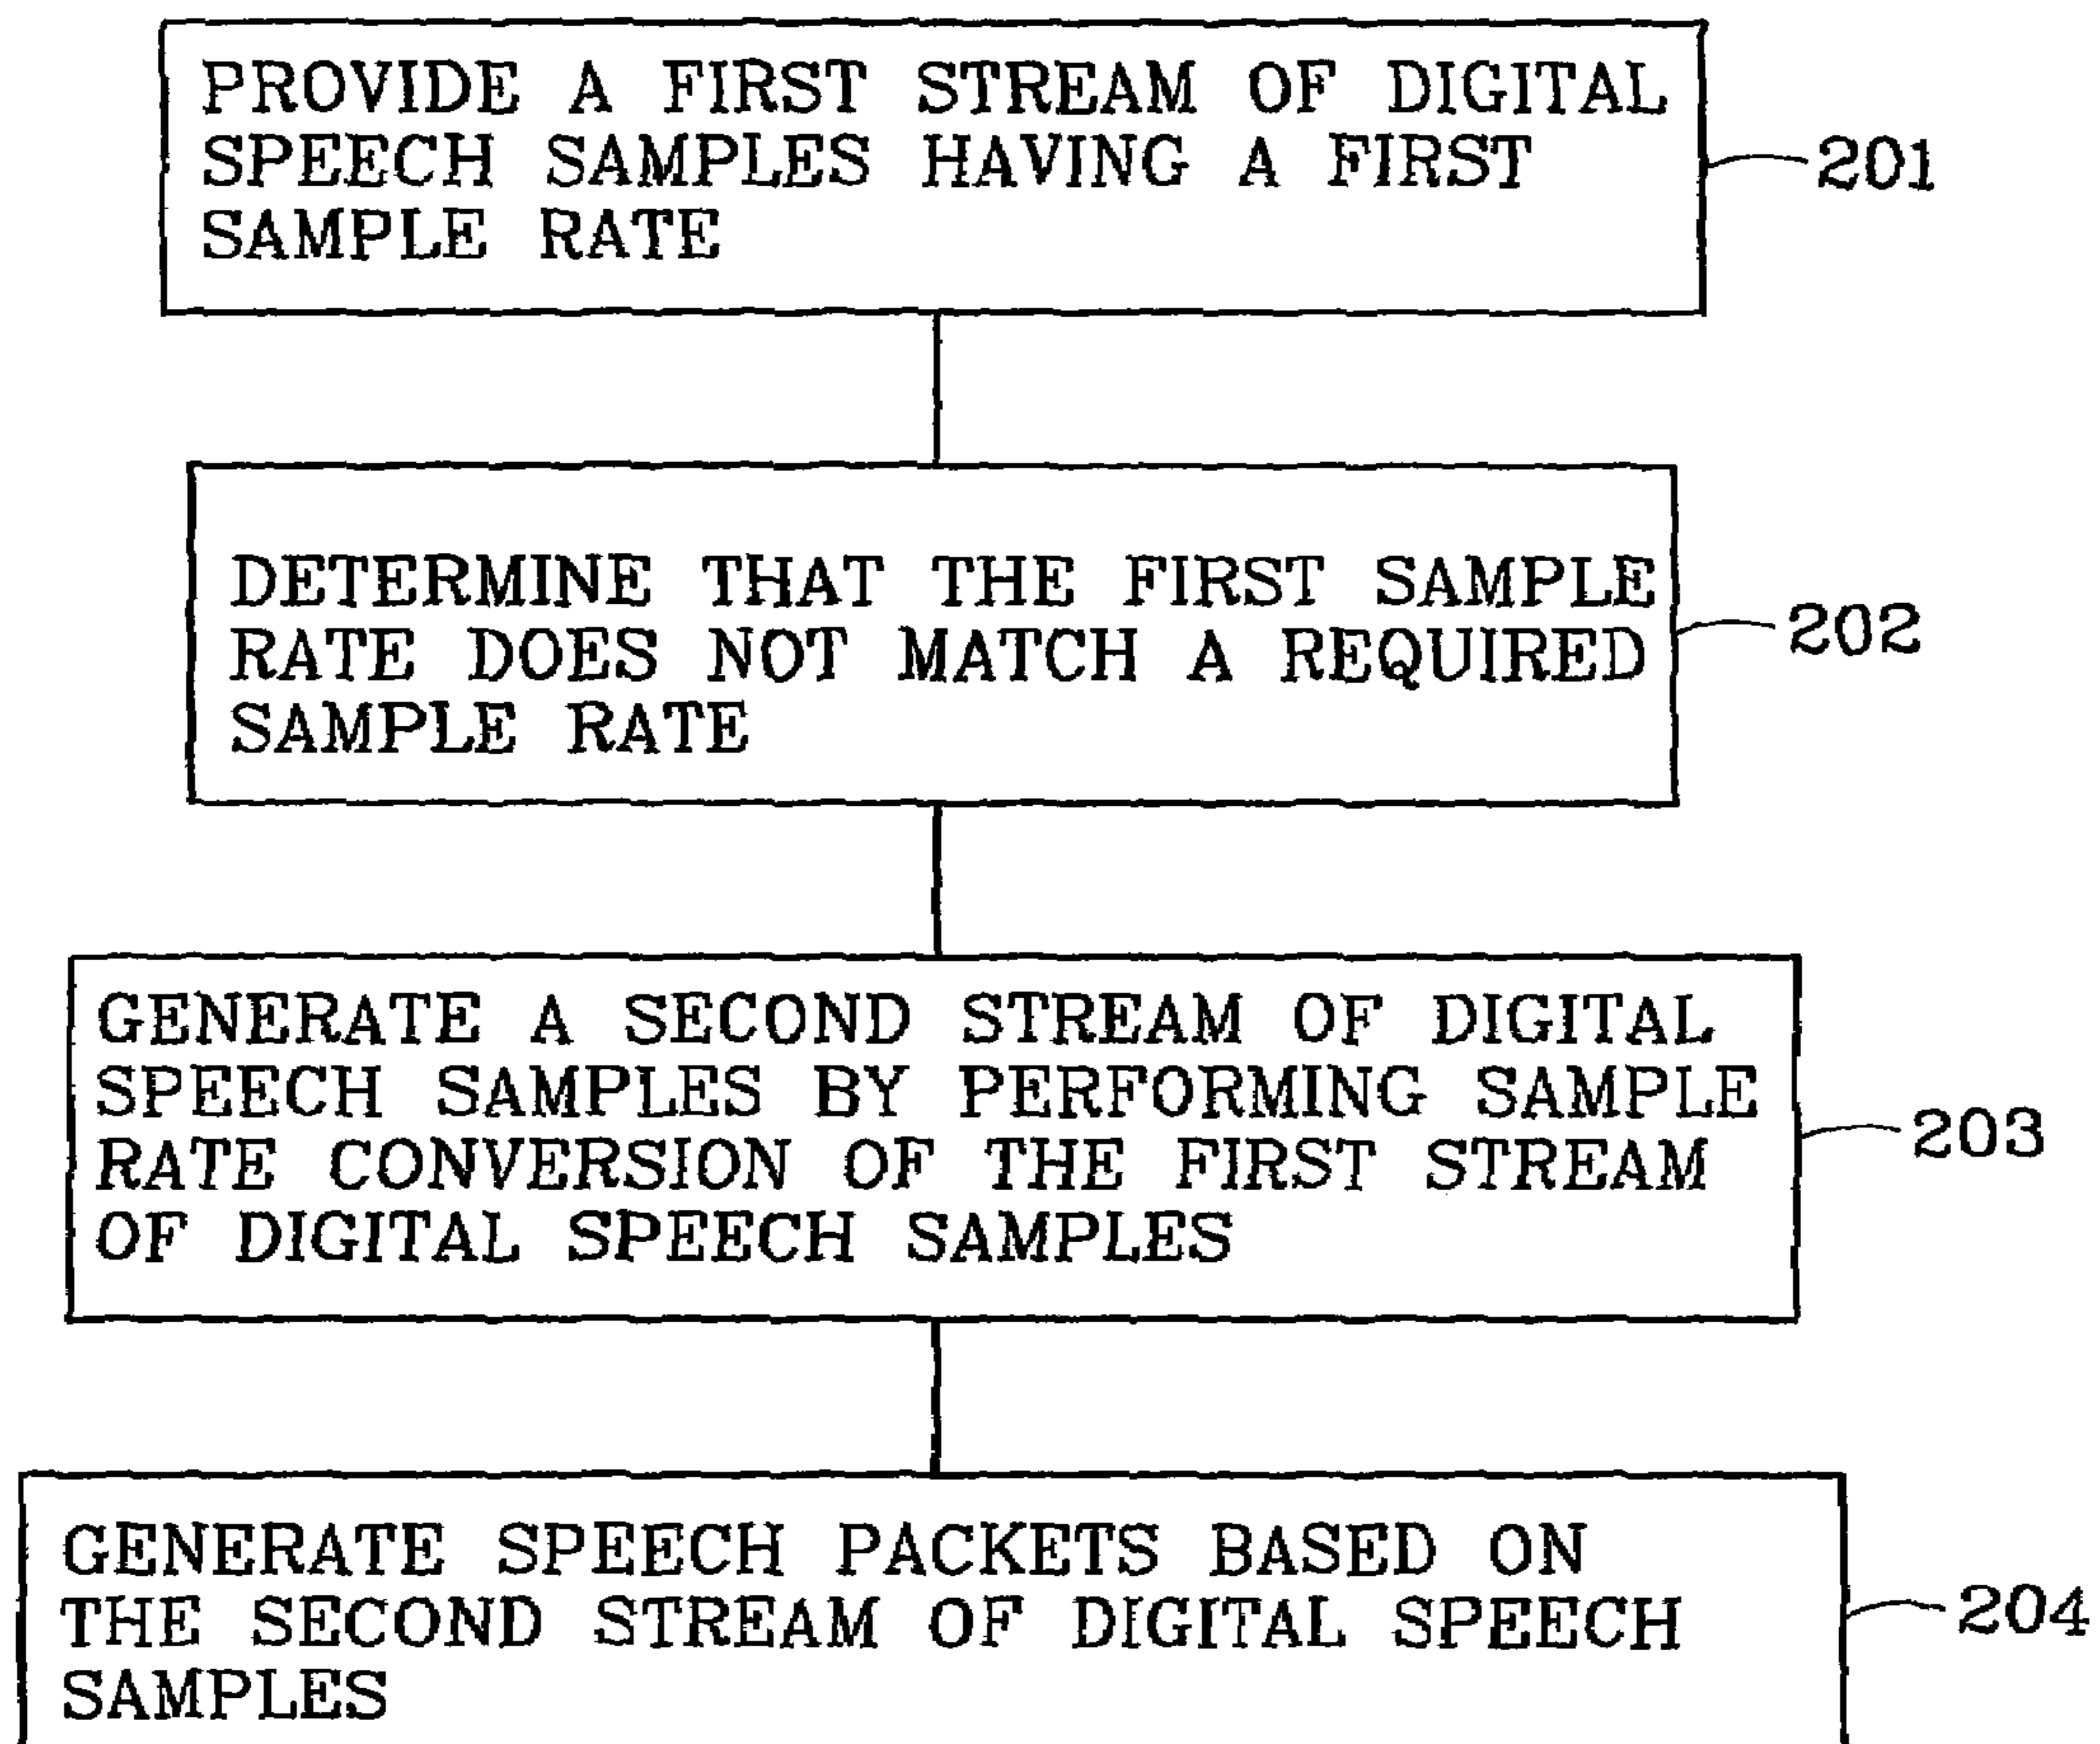 PROVIDE A FIRST STREAM OF DIGITAL
SPEECH SAMPLES HAVING A FIRST
SAMPLE RATE
201
DETERMINE THAT THE FIRST SAMPLE
RATE DOES NOT MATCH A REQUIRED
SAMPLE RATE
202
GENERATE A SECOND STREAM OF DIGITAL
SPEECH SAMPLES BY PERFORMING SAMPLE
RATE CONVERSION OF THE FIRST STREAM
OF DIGITAL SPEECH SAMPLES
203
GENERATE SPEECH PACKETS BASED ON
THE SECOND STREAM OF DIGITAL SPEECH
SAMPLES
204